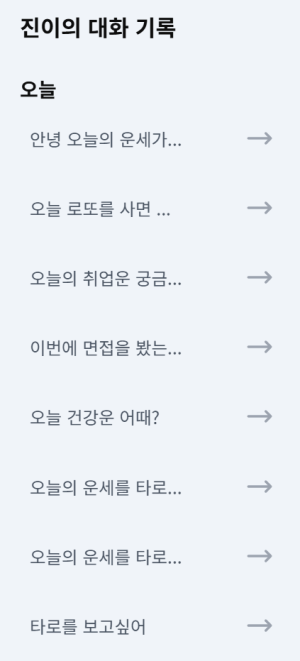 진이의 대화 기록
오늘
안녕 오늘의 운세가...
오늘 로또를 사면 ...
오늘의 취업운 궁금...
이번에 면접을 봤는...
오늘 건강운 어때?
오늘의 운세를 타로...
오늘의 운세를 타로...
타로를 보고싶어